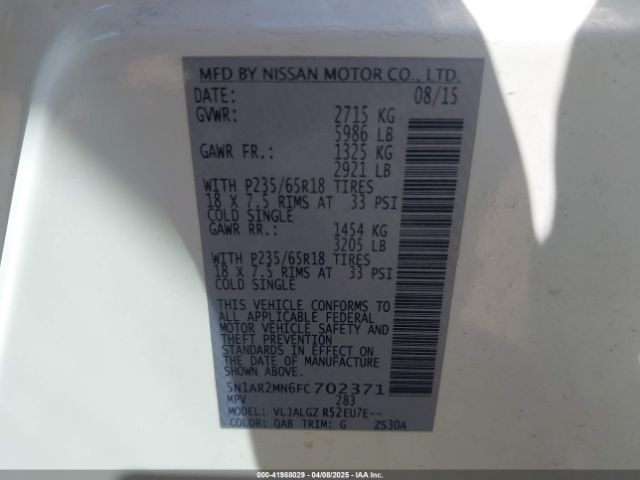 MFD BY NISSAN MOTOR CO., LTD.
DATE: 08/15
GVWR: 2715 KG
5986 LB
GAWR FR.: 1325 KG
2921 LB
WITH P235/65R18 TIRES
18 X 7.5 RIMS AT 33 PSI
COLD SINGLE
GAWR RR.: 1454 KG
3205 LB
WITH P235/65R18 TIRES
18 X 7.5 RIMS AT 33 PSI
COLD SINGLE
THIS VEHICLE CONFORMS TO
ALL APPLICABLE FEDERAL
MOTOR VEHICLE SAFETY AND
THEFT PREVENTION
STANDARDS IN EFFECT ON THE
DATE OF MANUFACTURE
SHOWN ABOVE.
5N1AR2MN6FC702371
MPV 283
MODEL: VLJALGZ R52EU7E--
COLOR: QAB TRIM: G ZS30A
000-41988029 - 04/08/2025 - IAAI.com